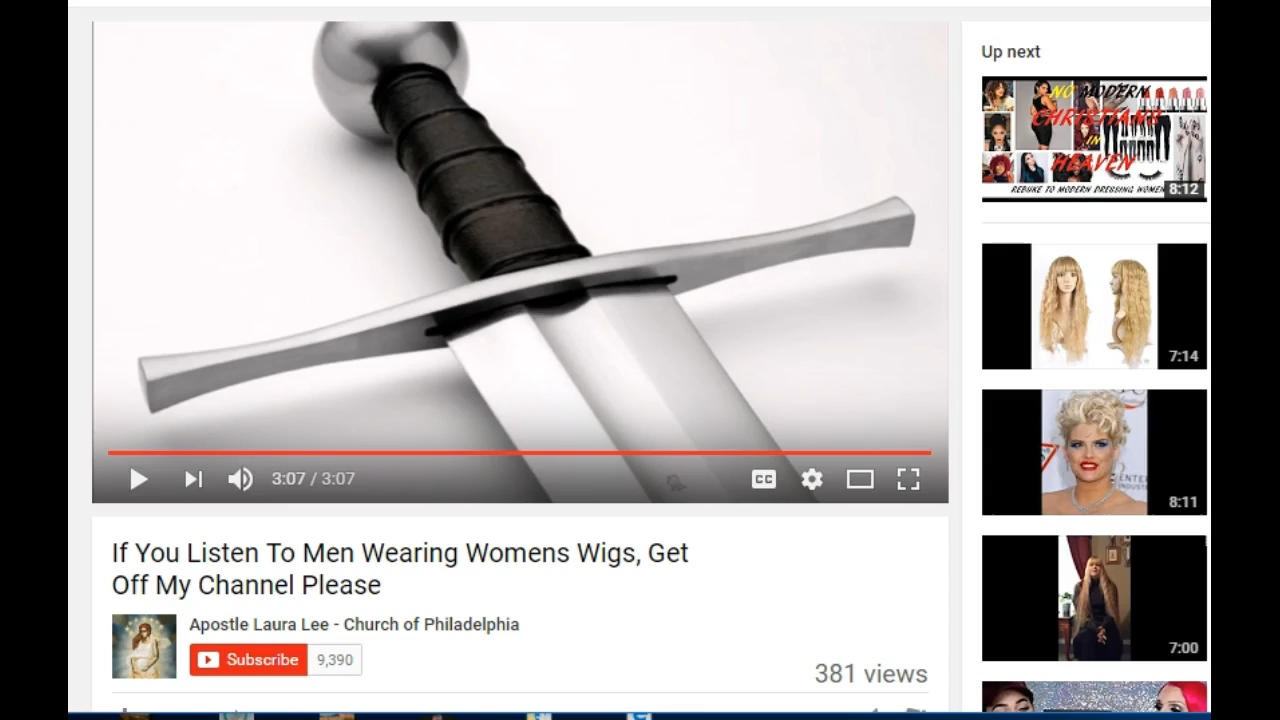 Up next
NO MODERN
CHRISTIANS
IN
HEAVEN
REBUKE TO MODERN DRESSING WOMEN
8:12
7:14
8:11
7:00
3:07 / 3:07
CC
If You Listen To Men Wearing Womens Wigs, Get
Off My Channel Please
Apostle Laura Lee - Church of Philadelphia
Subscribe 9,390
381 views